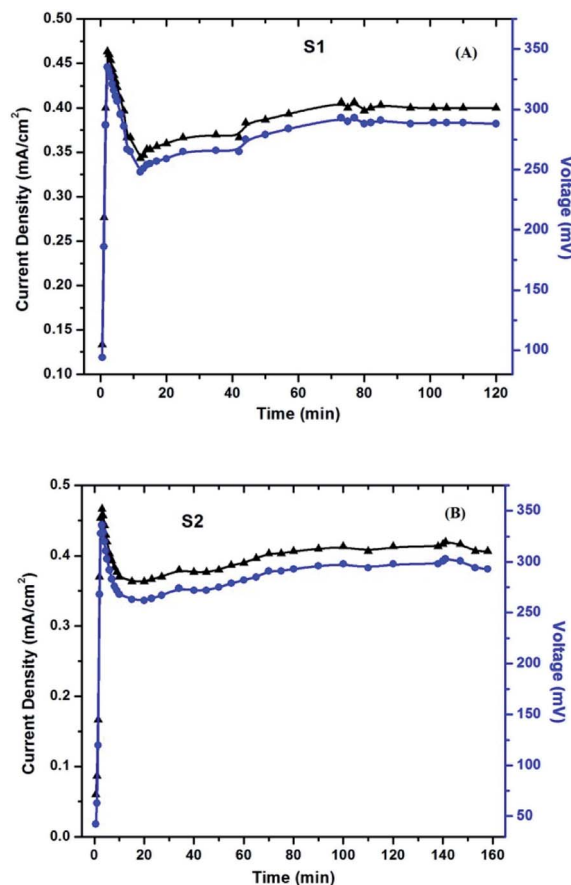 S1
(A)
Current Density (mA/cm²)
0.50
0.45
0.40
0.35
0.30
0.25
0.20
0.15
0.10
350
300
250
200
150
100
Voltage (mV)
0 20 40 60 80 100 120
Time (min)
S2
(B)
Current Density (mA/cm²)
0.5
0.4
0.3
0.2
0.1
0.0
350
300
250
200
150
100
50
Voltage (mV)
0 20 40 60 80 100 120 140 160
Time (min)